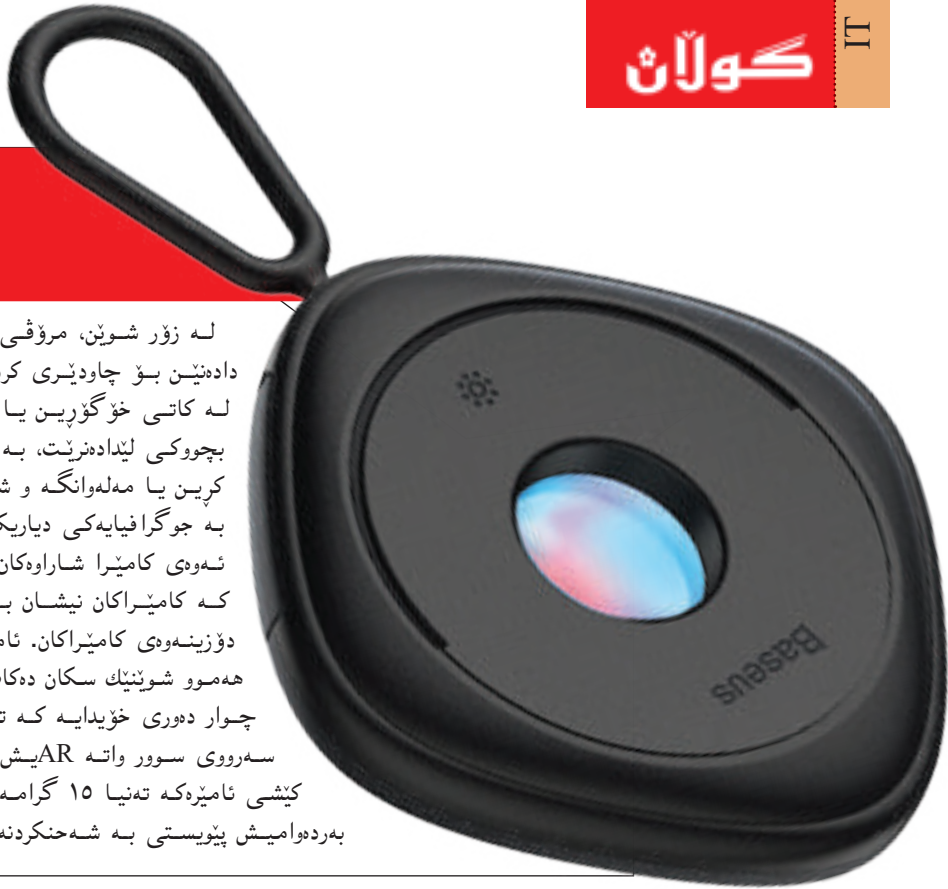 IT
گوڵان
لە زۆر شوێن، مرۆڤی
دادەنێن بۆ چاودێری کر
لە کاتی خۆگۆڕین یا
بچووکی لێدادەنرێت، بە
کڕین یا مەلەوانگە و ش
بە جوگرافیایەکی دیاریک
ئەوەی کامێرا شاراوەکان
کە کامێراکان نیشان ب
دۆزینەوەی کامێراکان. ئام
هەموو شوێنێك سکان دەکا
چوار دەوری خۆیدایە کە ت
سەرووی سوور واتە ARیش
کێشی ئامێرەکە تەنیا ١٥ گرامە
بەردەوامیش پێویستی بە شەحنکردنە
Baseus